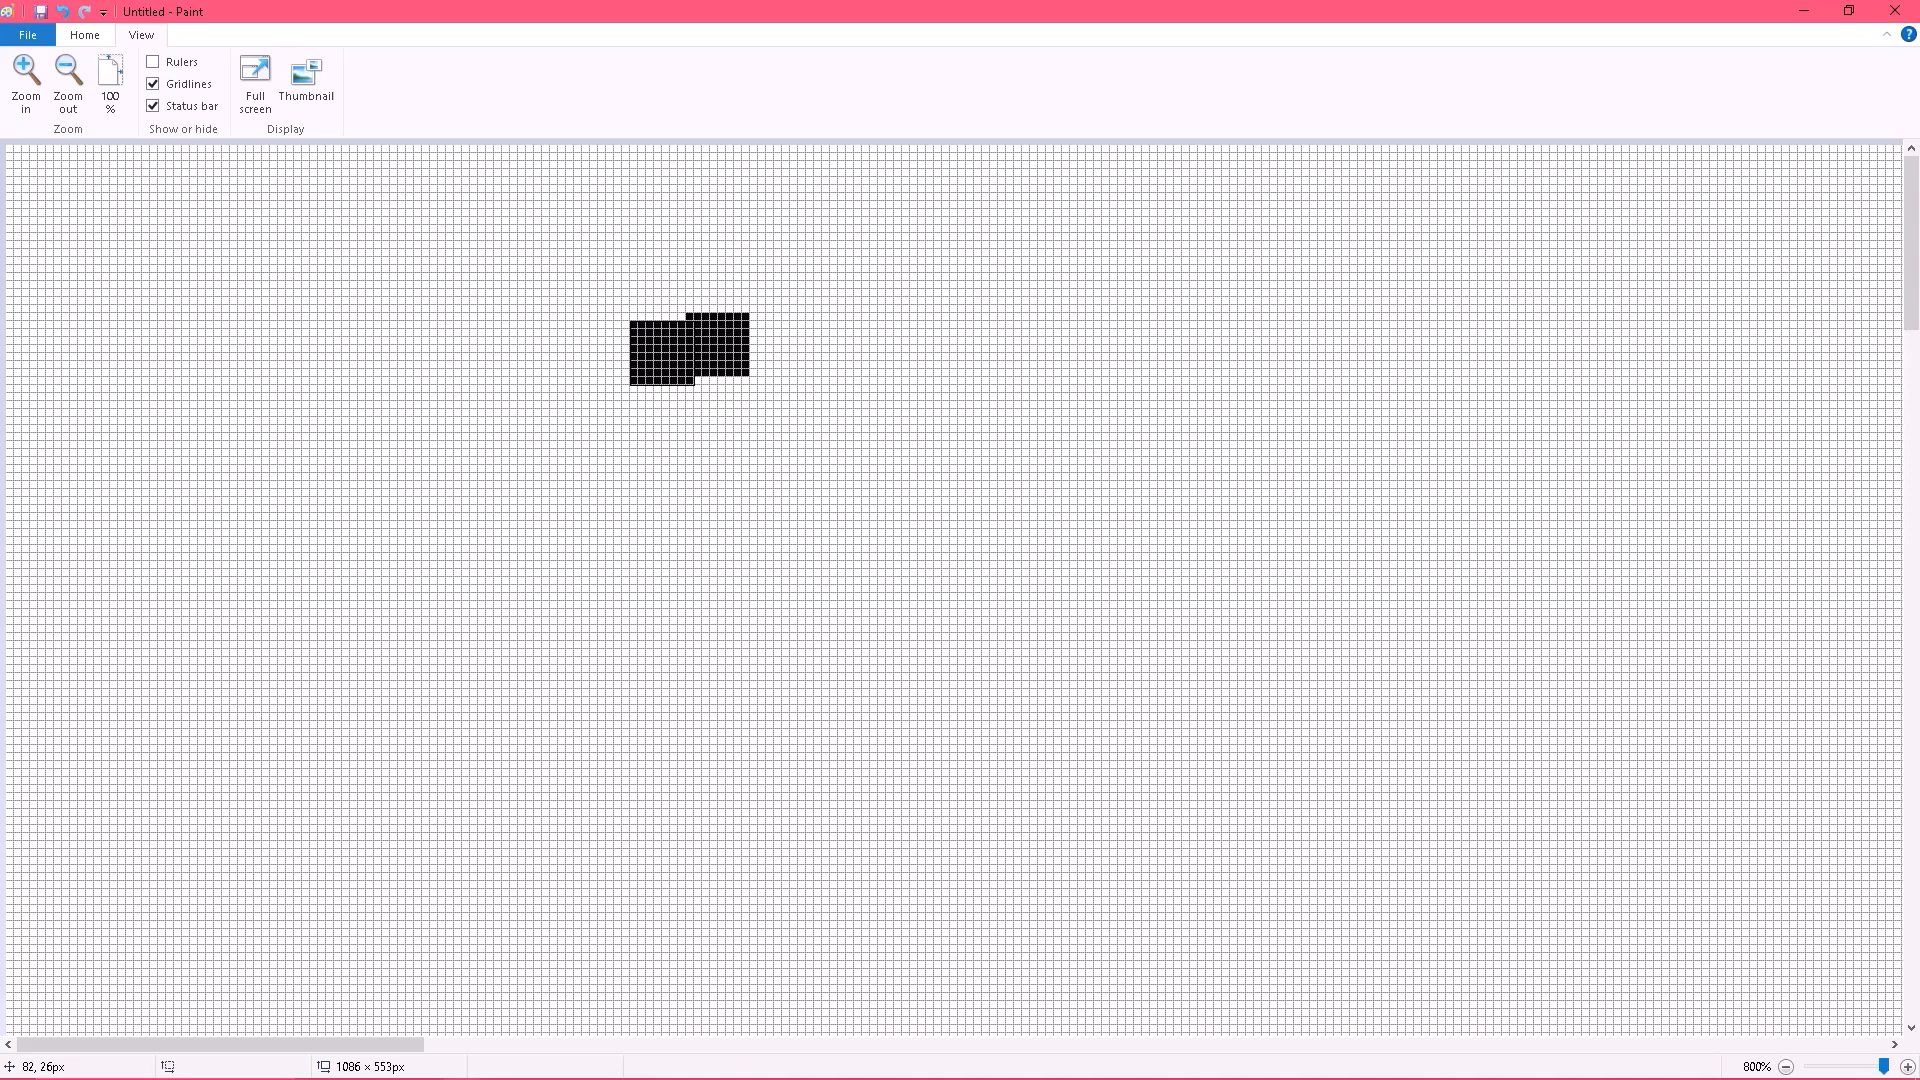 Untitled - Paint
File
Home
View
Zoom in
Zoom out
100 %
Zoom
Rulers
Gridlines
Status bar
Show or hide
Full screen
Thumbnail
Display
82, 26px
1086 × 553px
800%